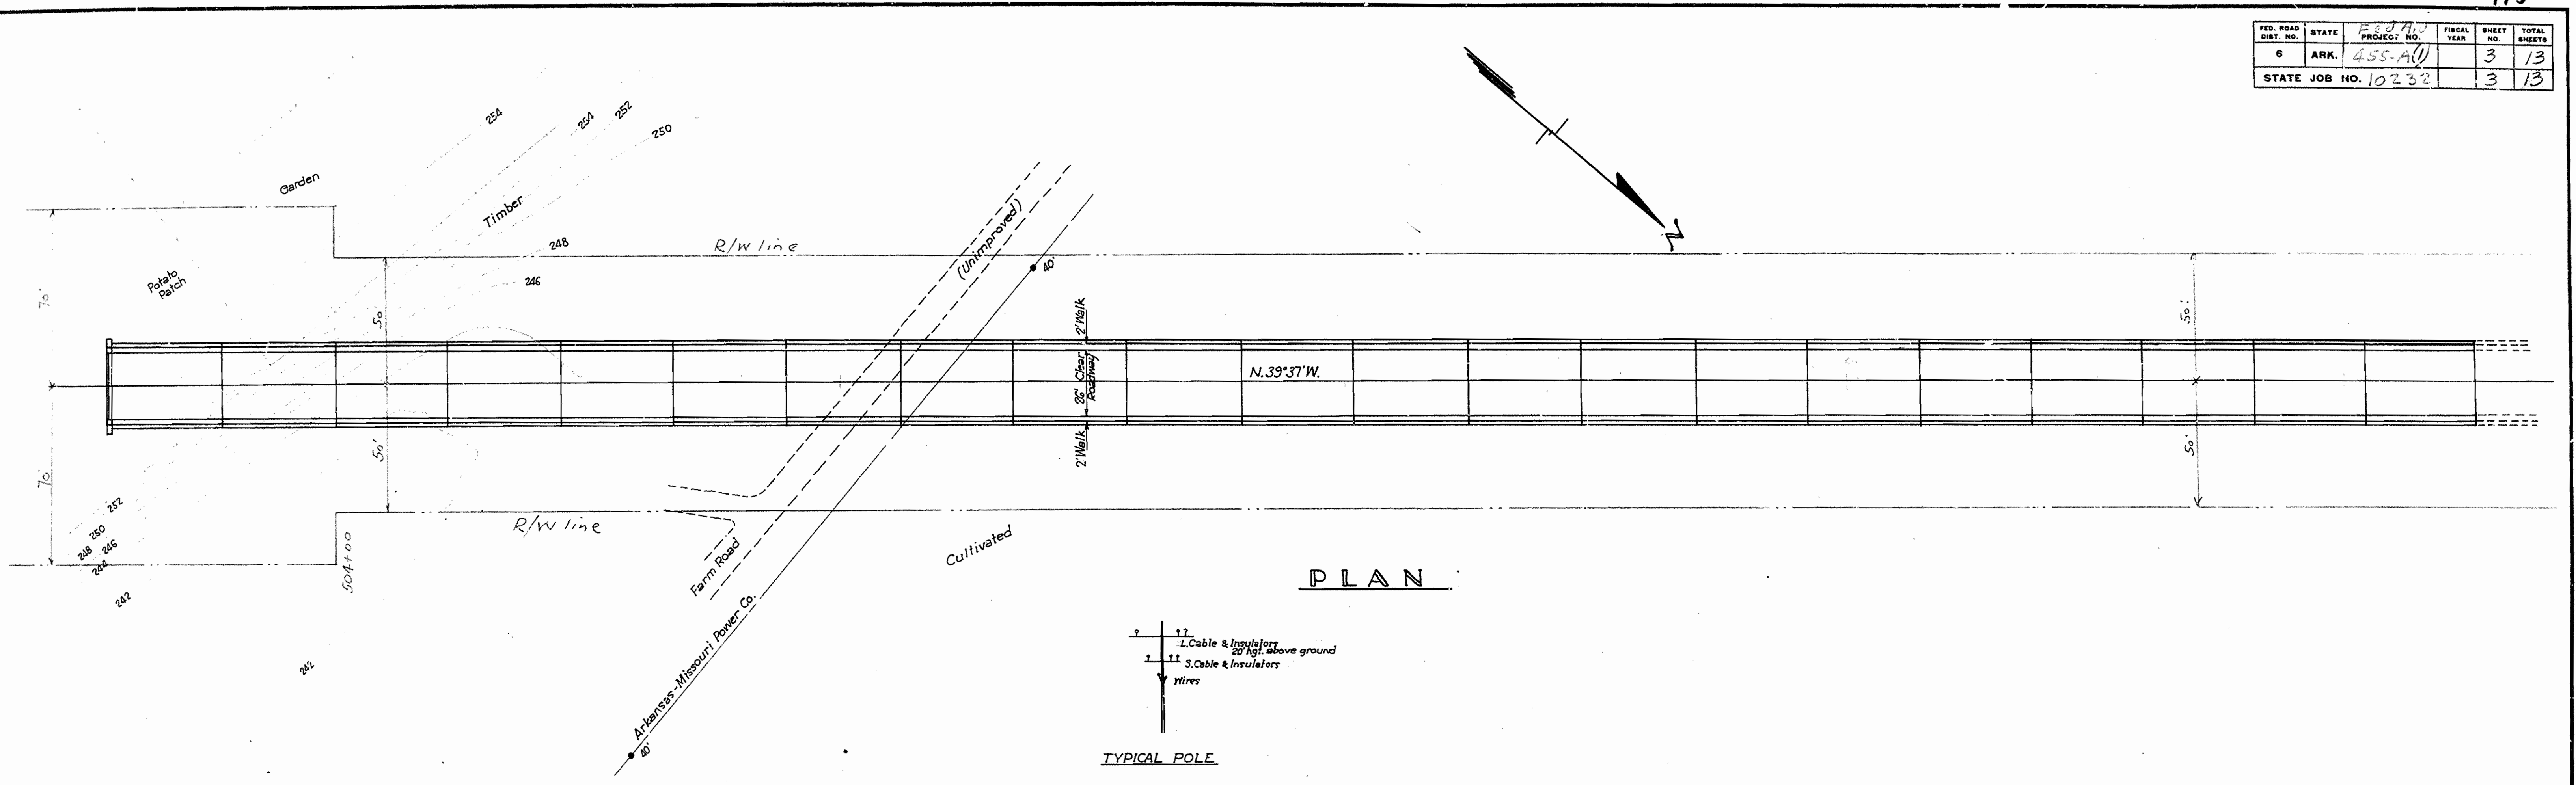 FED. ROAD DIST. NO. STATE Fed Aid PROJECT NO. FISCAL YEAR SHEET NO. TOTAL SHEETS
6 ARK. 455-A(1) 3 13
STATE JOB NO. 10232 3 13
254
254
252
250
Garden
Timber
248
246
R/W line
(Unimproved)
40'
N
Potato
Patch
70'
50'
50'
2' Walk
26' Clear
Roadway
N.39°37'W.
2' Walk
50'
50'
70'
252
250
248
246
244
242
242
504+00
R/W line
Farm Road
Cultivated
PLAN
Arkansas-Missouri Power Co.
40'
L.Cable & Insulators
20' hgt. above ground
S.Cable & Insulators
Wires
TYPICAL POLE